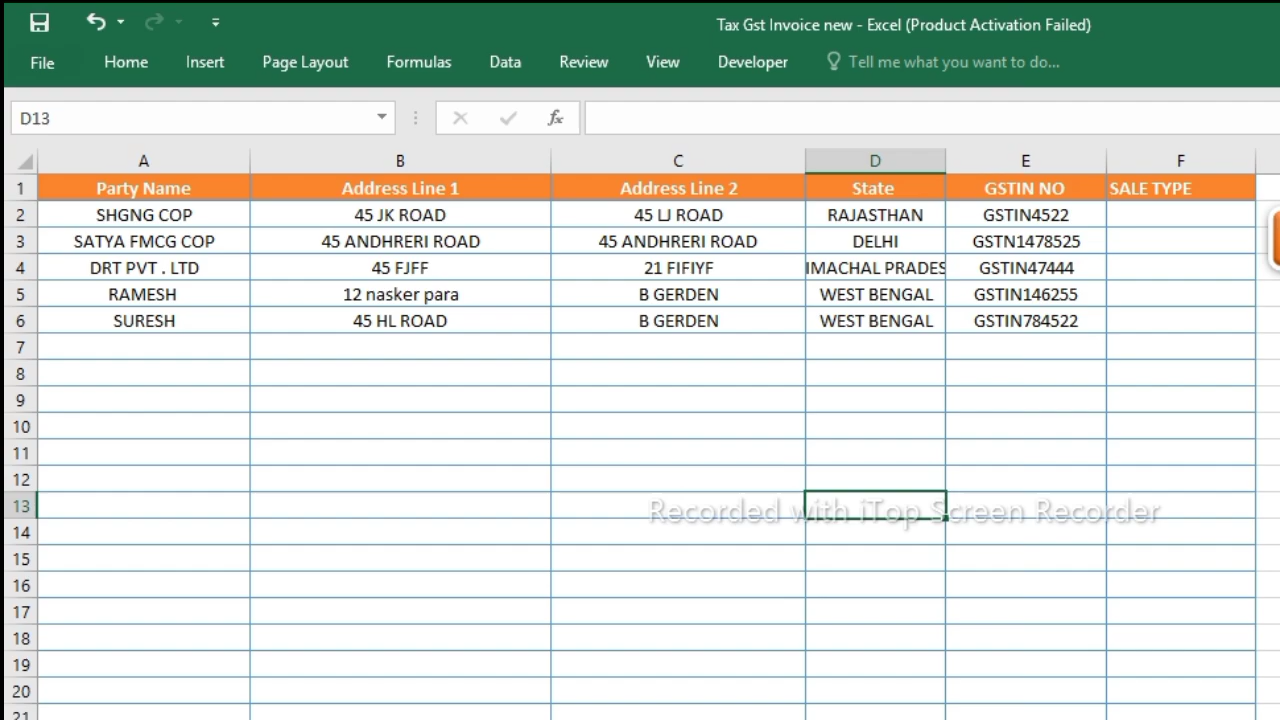 Tax Gst Invoice new - Excel (Product Activation Failed)
File Home Insert Page Layout Formulas Data Review View Developer Tell me what you want to do...
D13 fx
A B C D E F
1 Party Name Address Line 1 Address Line 2 State GSTIN NO SALE TYPE
2 SHGNG COP 45 JK ROAD 45 LJ ROAD RAJASTHAN GSTIN4522
3 SATYA FMCG COP 45 ANDHRERI ROAD 45 ANDHRERI ROAD DELHI GSTN1478525
4 DRT PVT . LTD 45 FJFF 21 FIFIYF IMACHAL PRADES GSTIN47444
5 RAMESH 12 nasker para B GERDEN WEST BENGAL GSTIN146255
6 SURESH 45 HL ROAD B GERDEN WEST BENGAL GSTIN784522
7
8
9
10
11
12
13
Recorded with iTop Screen Recorder
14
15
16
17
18
19
20
21